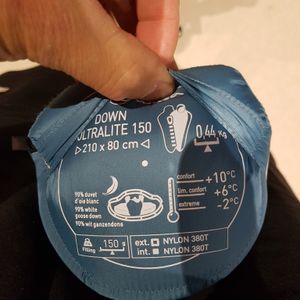 DOWN
ULTRALITE 150
▷210 x 80 cm◁
0,44 KG
90% duvet
d'oie blanc
90% white
goose down
90% wit ganzendons
confort +10°C
lim. confort +6°C
extreme -2°C
Filling
150 g
ext. NYLON 380T
int. NYLON 380T